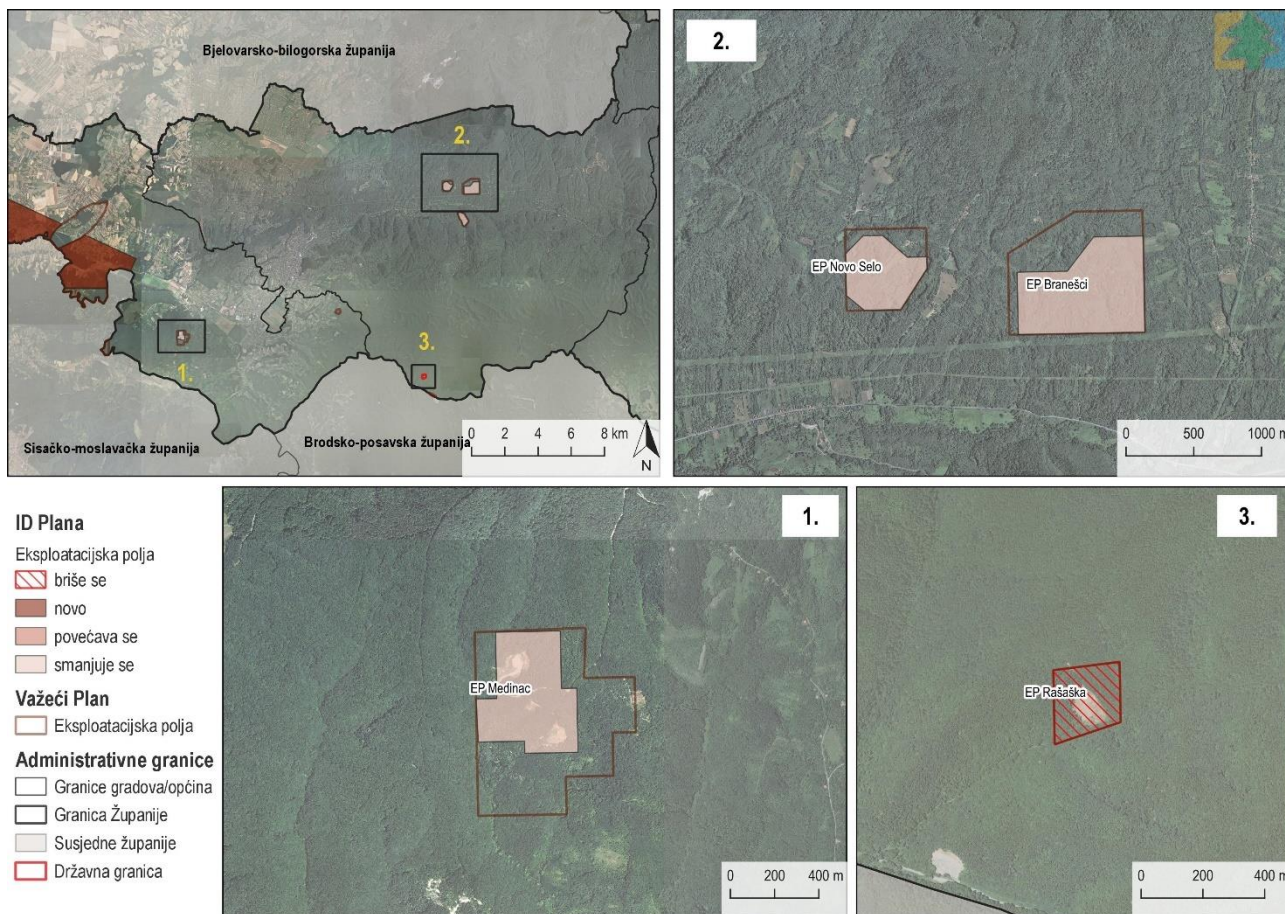 Bjelovarsko-bilogorska županija
2.
3.
1.
Sisačko-moslavačka županija
Brodsko-posavska županija
0 2 4 6 8 km
N
2.
EP Novo Selo
EP Branešci
0 500 1000 m
ID Plana
Eksploatacijska polja
briše se
novo
povećava se
smanjuje se
Važeći Plan
Eksploatacijska polja
Administrativne granice
Granice gradova/općina
Granica Županije
Susjedne županije
Državna granica
1.
EP Medinac
0 200 400 m
3.
EP Rašaška
0 200 400 m